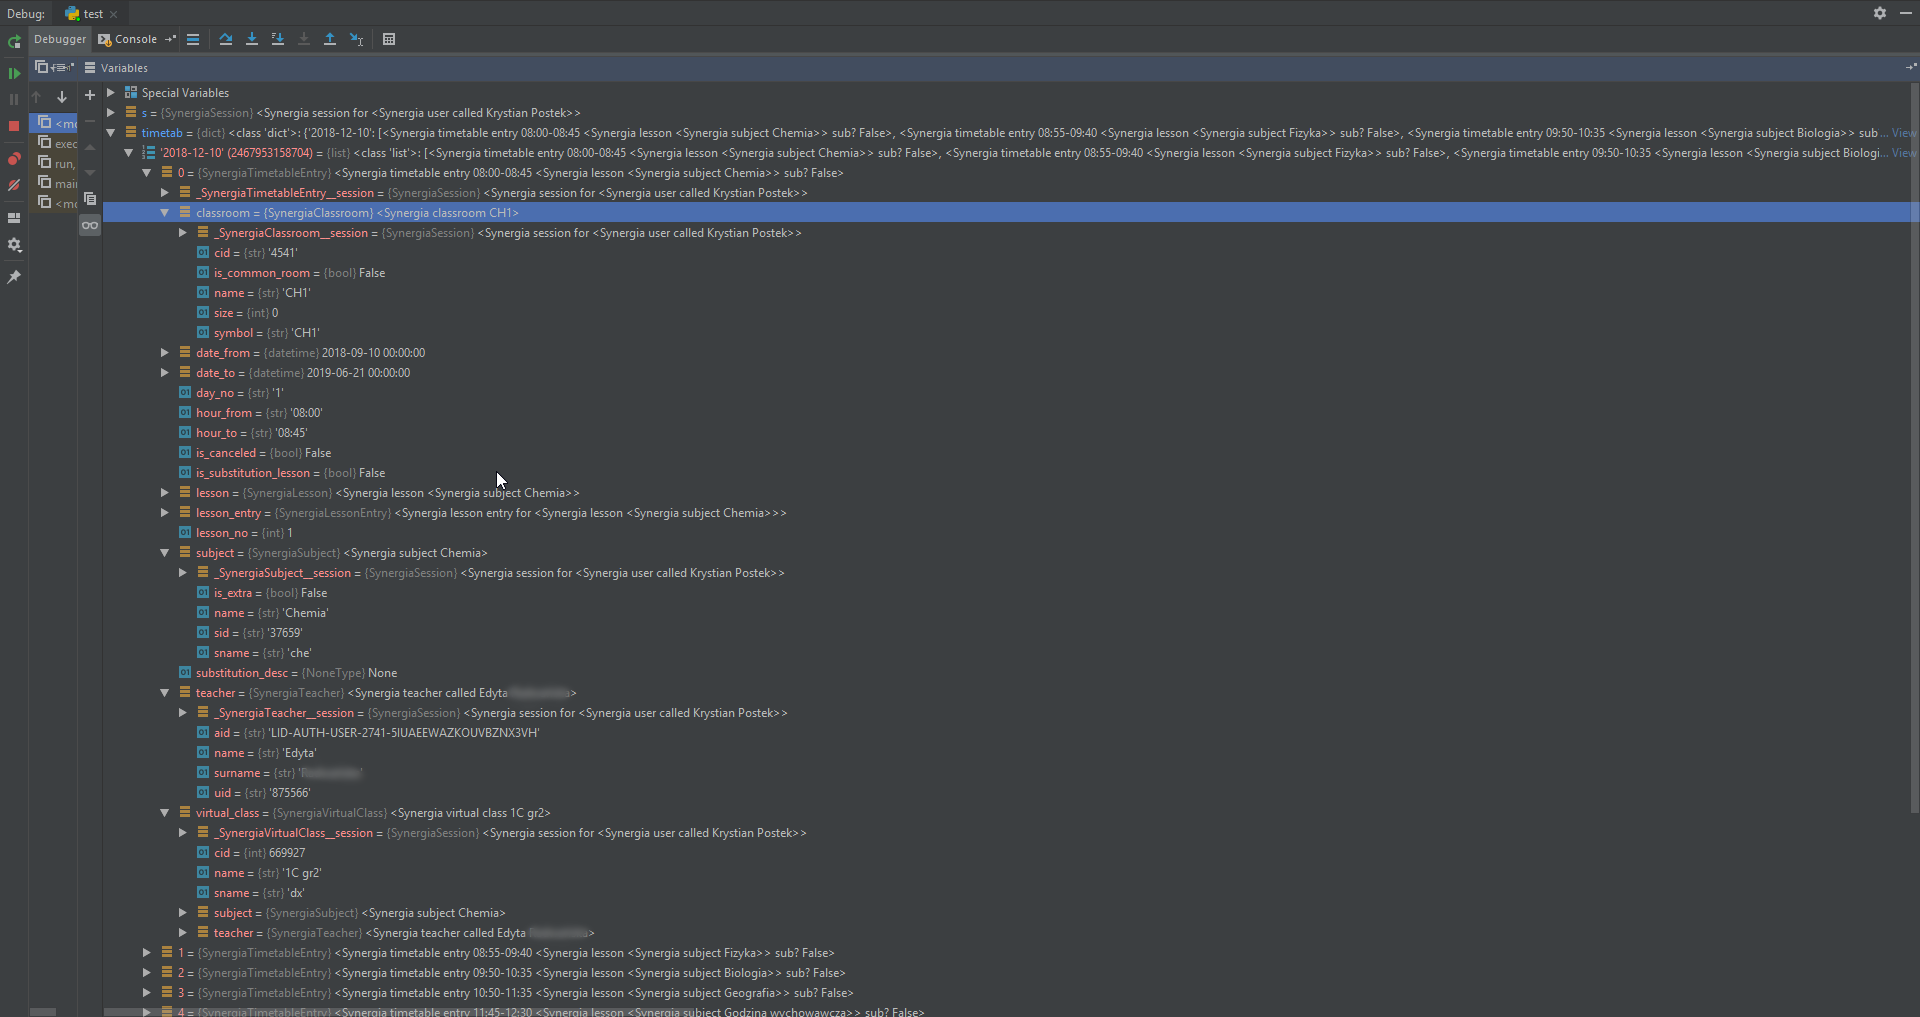 Debug: test
Debugger Console
Variables
Special Variables
s = {SynergiaSession} <Synergia session for <Synergia user called Krystian Postek>>
timetab = {dict} <class 'dict'>: {'2018-12-10': [<Synergia timetable entry 08:00-08:45 <Synergia lesson <Synergia subject Chemia>> sub? False>, <Synergia timetable entry 08:55-09:40 <Synergia lesson <Synergia subject Fizyka>> sub? False>, <Synergia timetable entry 09:50-10:35 <Synergia lesson <Synergia subject Biologia>> sub ... View
'2018-12-10' (2467953158704) = {list} <class 'list'>: [<Synergia timetable entry 08:00-08:45 <Synergia lesson <Synergia subject Chemia>> sub? False>, <Synergia timetable entry 08:55-09:40 <Synergia lesson <Synergia subject Fizyka>> sub? False>, <Synergia timetable entry 09:50-10:35 <Synergia lesson <Synergia subject Biologi... View
0 = {SynergiaTimetableEntry} <Synergia timetable entry 08:00-08:45 <Synergia lesson <Synergia subject Chemia>> sub? False>
_SynergiaTimetableEntry__session = {SynergiaSession} <Synergia session for <Synergia user called Krystian Postek>>
classroom = {SynergiaClassroom} <Synergia classroom CH1>
_SynergiaClassroom__session = {SynergiaSession} <Synergia session for <Synergia user called Krystian Postek>>
cid = {str} '4541'
is_common_room = {bool} False
name = {str} 'CH1'
size = {int} 0
symbol = {str} 'CH1'
date_from = {datetime} 2018-09-10 00:00:00
date_to = {datetime} 2019-06-21 00:00:00
day_no = {str} '1'
hour_from = {str} '08:00'
hour_to = {str} '08:45'
is_canceled = {bool} False
is_substitution_lesson = {bool} False
lesson = {SynergiaLesson} <Synergia lesson <Synergia subject Chemia>>
lesson_entry = {SynergiaLessonEntry} <Synergia lesson entry for <Synergia lesson <Synergia subject Chemia>>>
lesson_no = {int} 1
subject = {SynergiaSubject} <Synergia subject Chemia>
_SynergiaSubject__session = {SynergiaSession} <Synergia session for <Synergia user called Krystian Postek>>
is_extra = {bool} False
name = {str} 'Chemia'
sid = {str} '37659'
sname = {str} 'che'
substitution_desc = {NoneType} None
teacher = {SynergiaTeacher} <Synergia teacher called Edyta >
_SynergiaTeacher__session = {SynergiaSession} <Synergia session for <Synergia user called Krystian Postek>>
aid = {str} 'LID-AUTH-USER-2741-5IUAEEWAZKOUVBZNX3VH'
name = {str} 'Edyta'
surname = {str} '
uid = {str} '875566'
virtual_class = {SynergiaVirtualClass} <Synergia virtual class 1C gr2>
_SynergiaVirtualClass__session = {SynergiaSession} <Synergia session for <Synergia user called Krystian Postek>>
cid = {int} 669927
name = {str} '1C gr2'
sname = {str} 'dx'
subject = {SynergiaSubject} <Synergia subject Chemia>
teacher = {SynergiaTeacher} <Synergia teacher called Edyta >
1 = {SynergiaTimetableEntry} <Synergia timetable entry 08:55-09:40 <Synergia lesson <Synergia subject Fizyka>> sub? False>
2 = {SynergiaTimetableEntry} <Synergia timetable entry 09:50-10:35 <Synergia lesson <Synergia subject Biologia>> sub? False>
3 = {SynergiaTimetableEntry} <Synergia timetable entry 10:50-11:35 <Synergia lesson <Synergia subject Geografia>> sub? False>
4 = {SynergiaTimetableEntry} <Synergia timetable entry 11:45-12:30 <Synergia lesson <Synergia subject Godzina wychowawcza>> sub? False>
<mo
exec
run,
mai
<mo